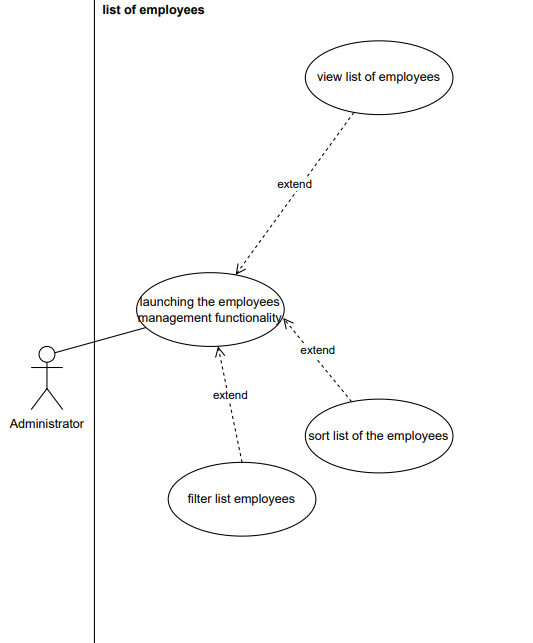 list of employees
view list of employees
extend
launching the employees
management functionality
extend
extend
Administrator
sort list of the employees
filter list employees